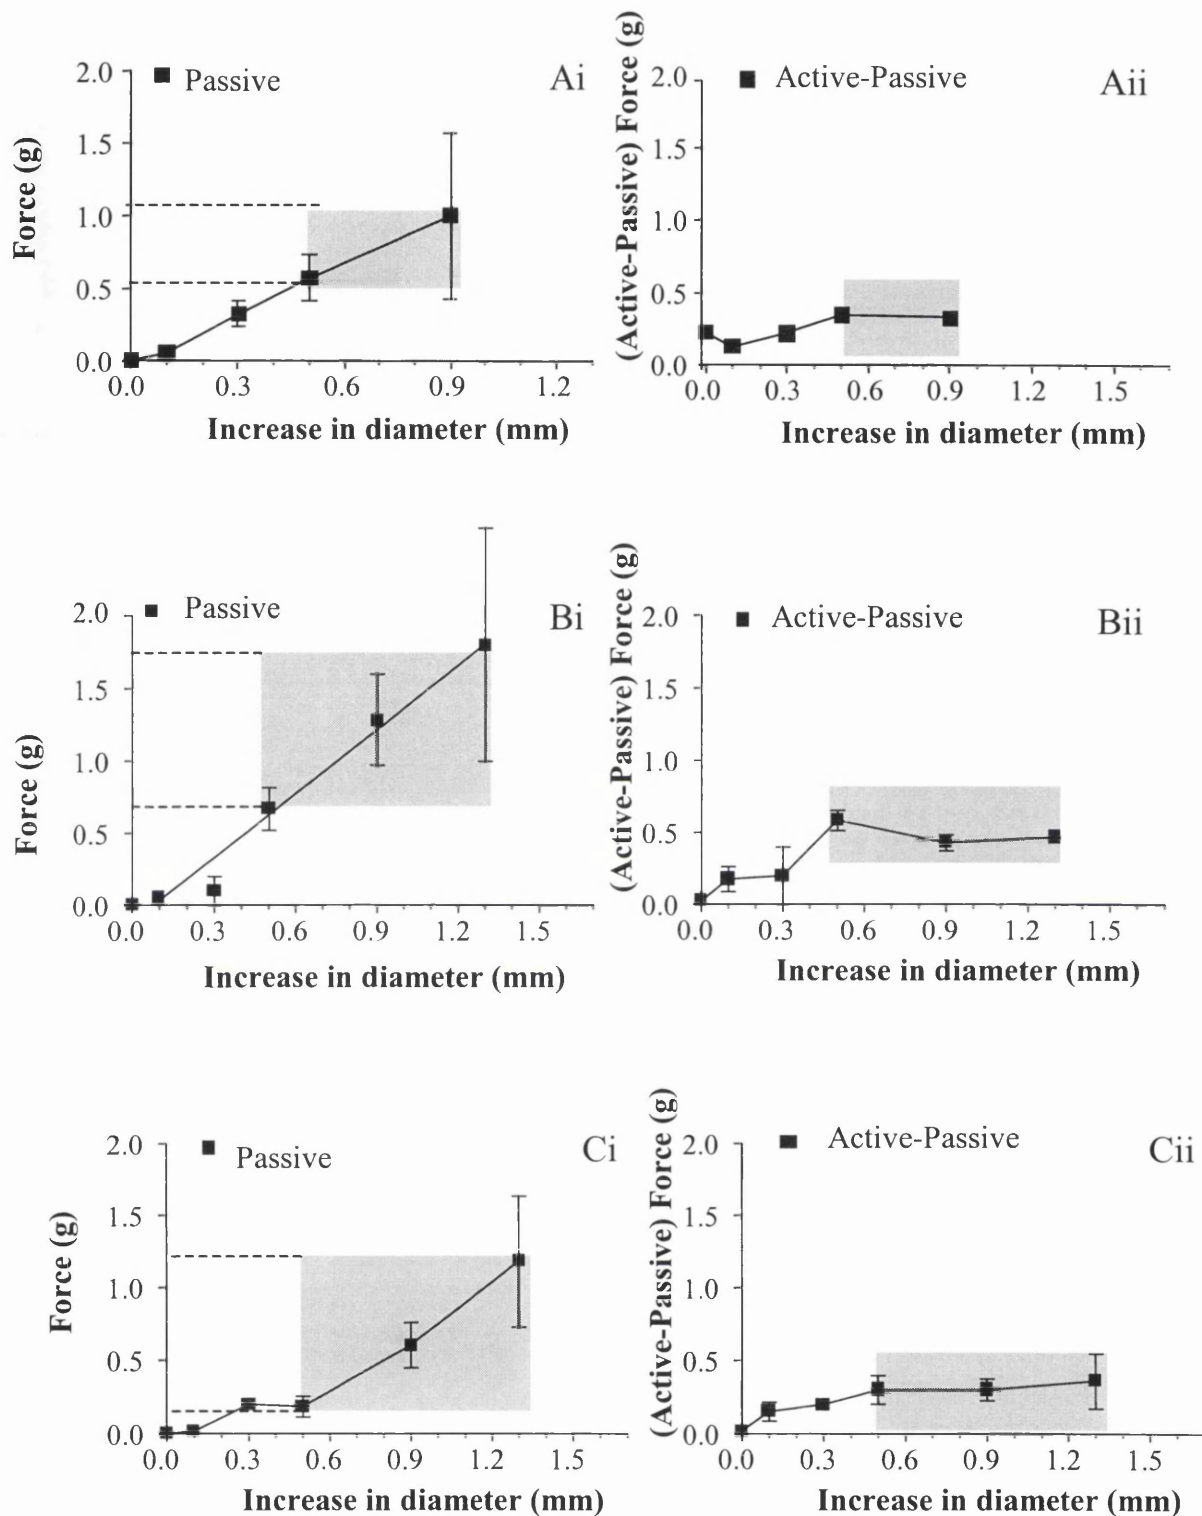 Passive
Ai
2.0
1.5
1.0
0.5
0.0
Force (g)
0.0 0.3 0.6 0.9 1.2
Increase in diameter (mm)
Active-Passive
Aii
2.0
1.5
1.0
0.5
0.0
(Active-Passive) Force (g)
0.0 0.3 0.6 0.9 1.2 1.5
Increase in diameter (mm)
Passive
Bi
2.0
1.5
1.0
0.5
0.0
Force (g)
0.0 0.3 0.6 0.9 1.2 1.5
Increase in diameter (mm)
Active-Passive
Bii
2.0
1.5
1.0
0.5
0.0
(Active-Passive) Force (g)
0.0 0.3 0.6 0.9 1.2 1.5
Increase in diameter (mm)
Passive
Ci
2.0
1.5
1.0
0.5
0.0
Force (g)
0.0 0.3 0.6 0.9 1.2 1.5
Increase in diameter (mm)
Active-Passive
Cii
2.0
1.5
1.0
0.5
0.0
(Active-Passive) Force (g)
0.0 0.3 0.6 0.9 1.2 1.5
Increase in diameter (mm)